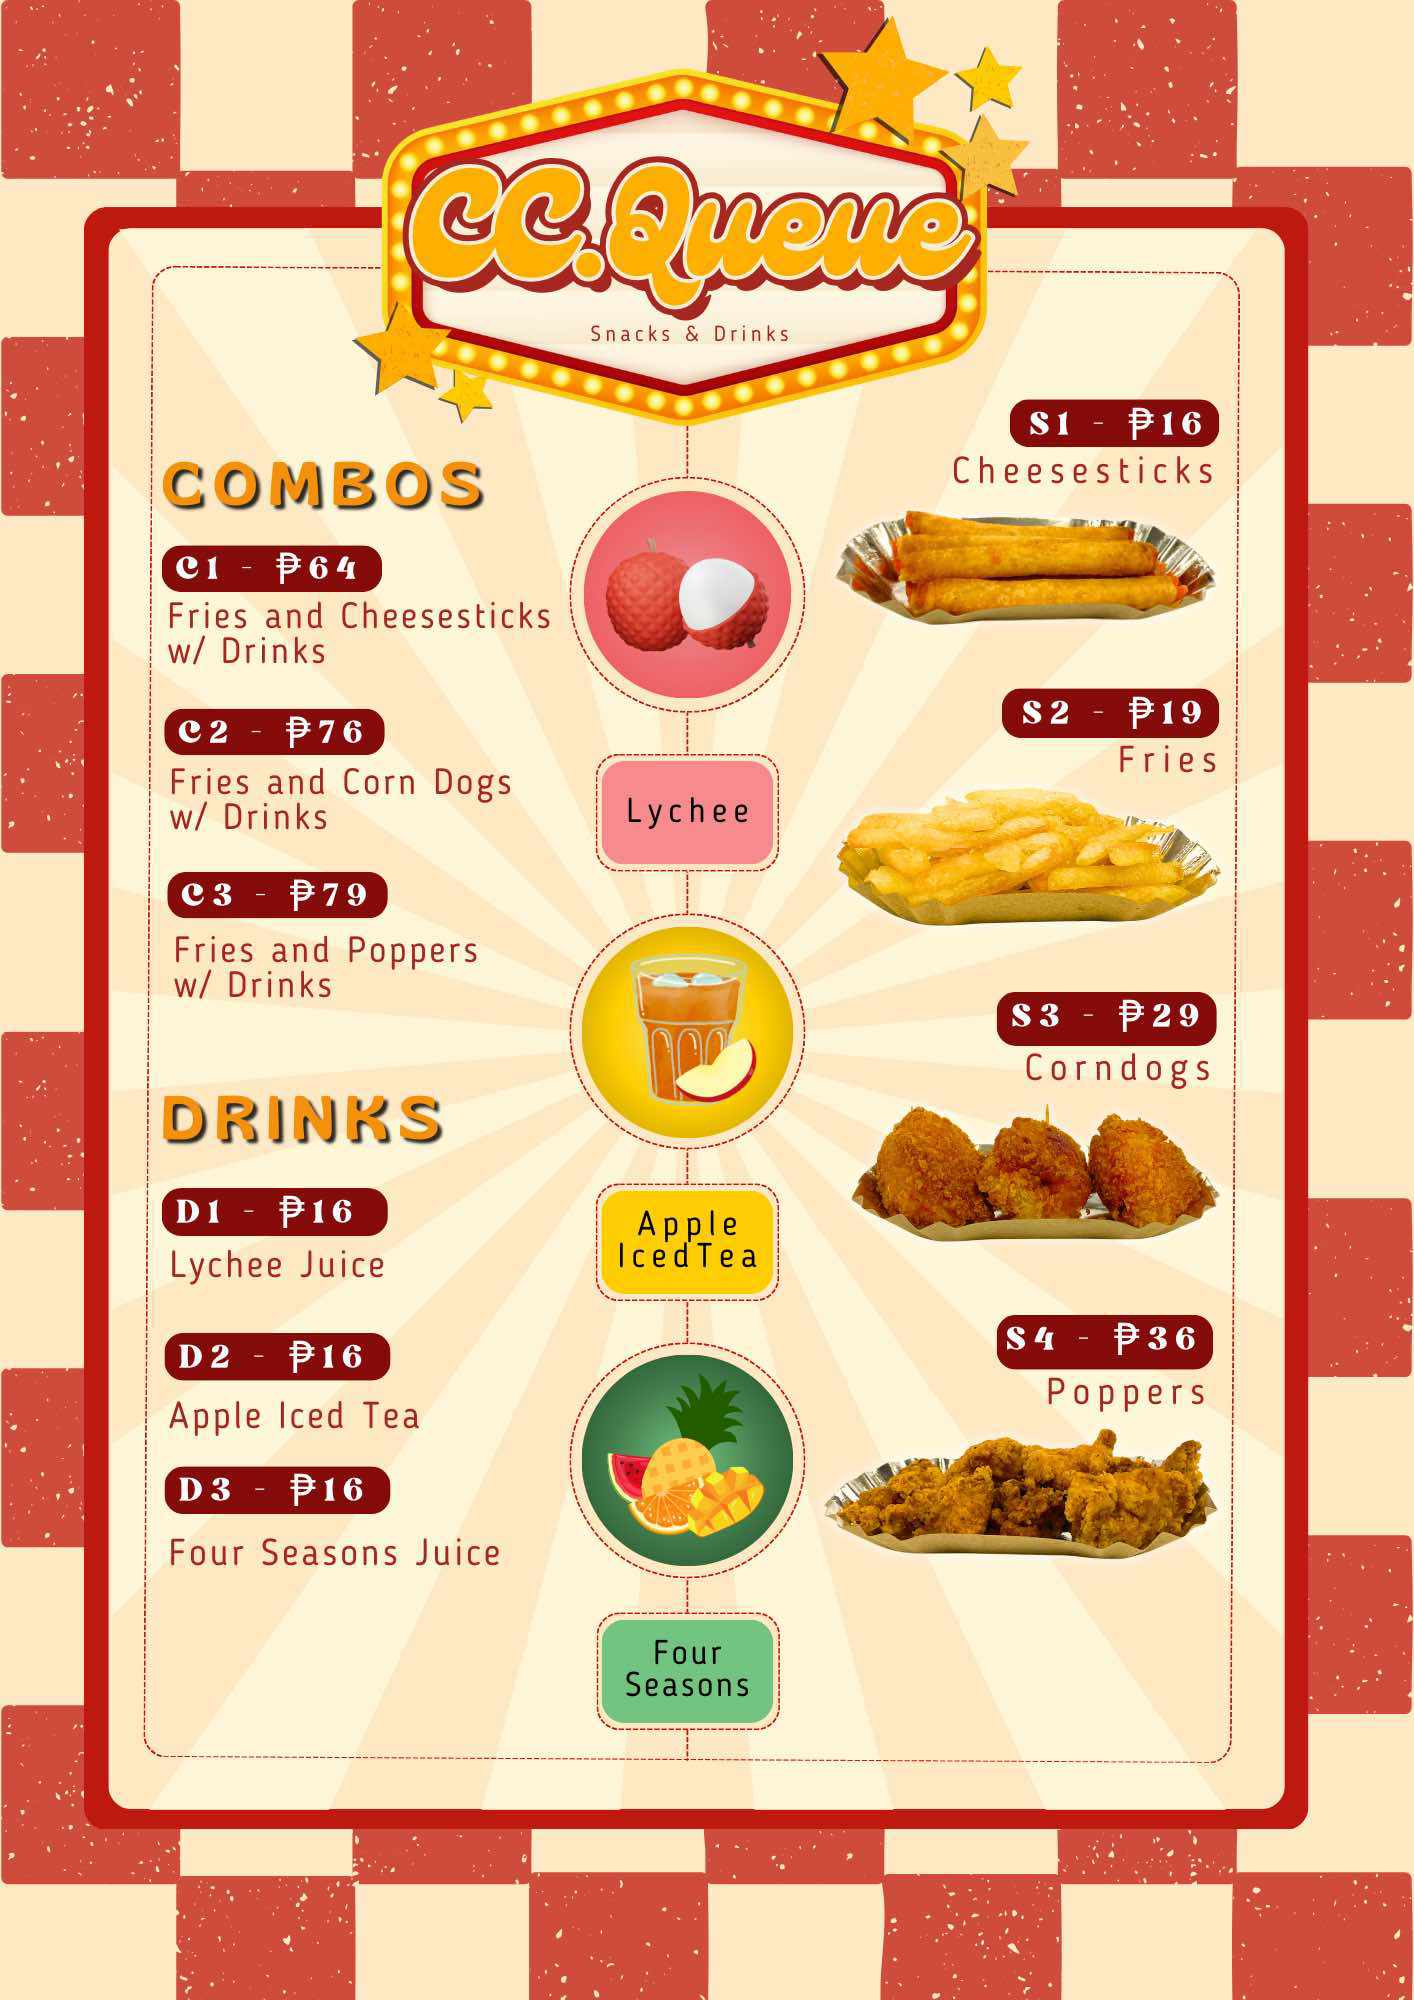 CC.Queue
Snacks & Drinks
COMBOS
C1 - ₱64
Fries and Cheesesticks
w/ Drinks
C2 - ₱76
Fries and Corn Dogs
w/ Drinks
C3 - ₱79
Fries and Poppers
w/ Drinks
DRINKS
D1 - ₱16
Lychee Juice
D2 - ₱16
Apple Iced Tea
D3 - ₱16
Four Seasons Juice
Lychee
Apple
IcedTea
Four
Seasons
S1 - ₱16
Cheesesticks
S2 - ₱19
Fries
S3 - ₱29
Corndogs
S4 - ₱36
Poppers